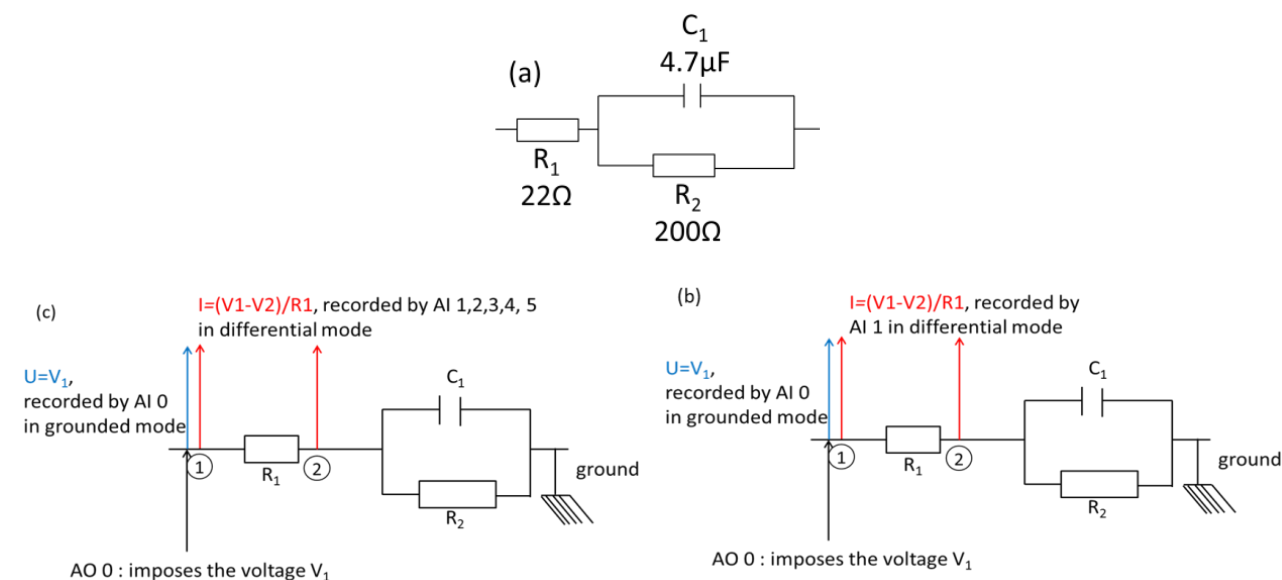 C₁
4.7µF
(a)
R₁
22Ω
R₂
200Ω
(c)
I=(V1-V2)/R1, recorded by AI 1,2,3,4, 5
in differential mode
U=V₁,
recorded by AI 0
in grounded mode
C₁
1
R₁
2
R₂
ground
AO 0 : imposes the voltage V₁
(b)
I=(V1-V2)/R1, recorded by
AI 1 in differential mode
U=V₁,
recorded by AI 0
in grounded mode
C₁
1
R₁
2
R₂
ground
AO 0 : imposes the voltage V₁